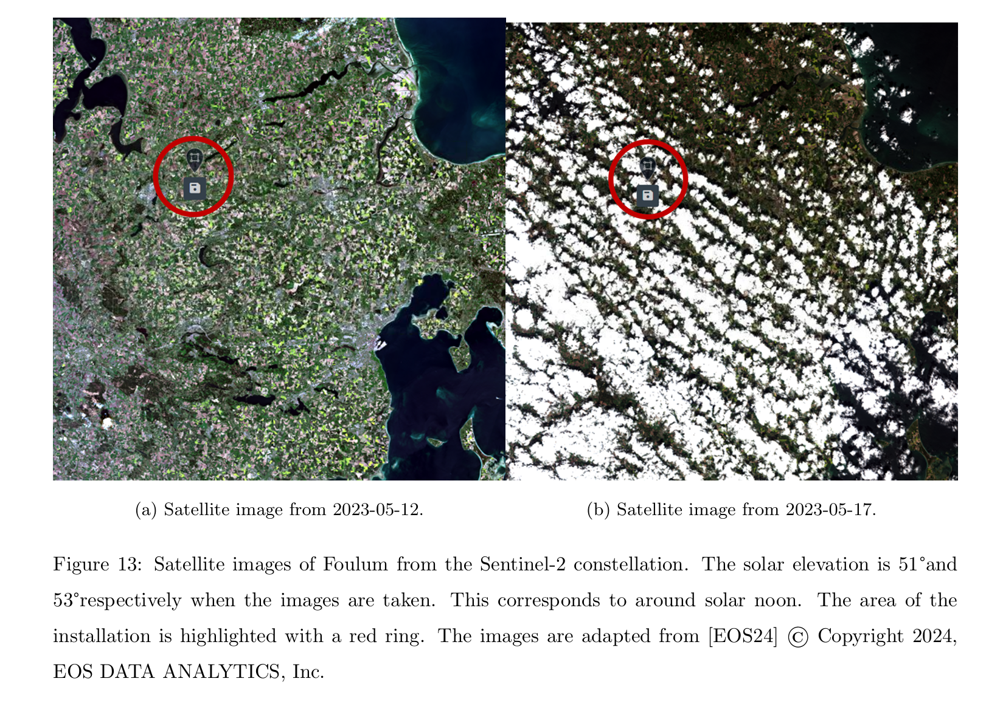 (a) Satellite image from 2023-05-12.
(b) Satellite image from 2023-05-17.
Figure 13: Satellite images of Foulum from the Sentinel-2 constellation. The solar elevation is 51°and
53°respectively when the images are taken. This corresponds to around solar noon. The area of the
installation is highlighted with a red ring. The images are adapted from [EOS24] © Copyright 2024,
EOS DATA ANALYTICS, Inc.